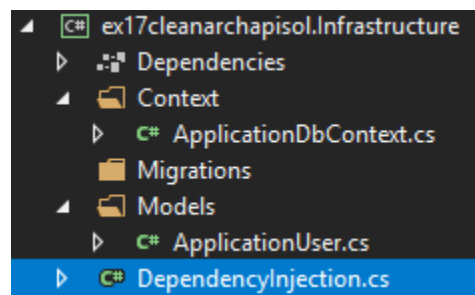 C# ex17cleanarchapisol.Infrastructure
Dependencies
Context
C# ApplicationDbContext.cs
Migrations
Models
C# ApplicationUser.cs
C# DependencyInjection.cs